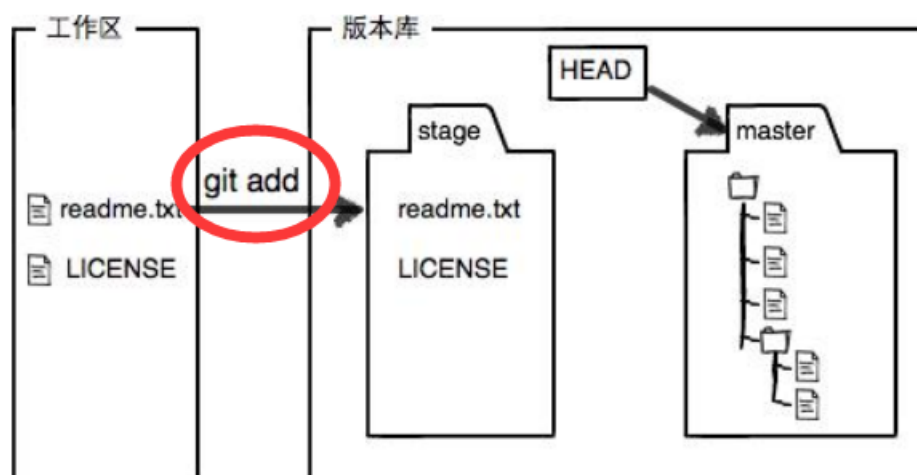 工作区
版本库
HEAD
stage
master
git add
readme.txt
readme.txt
LICENSE
LICENSE